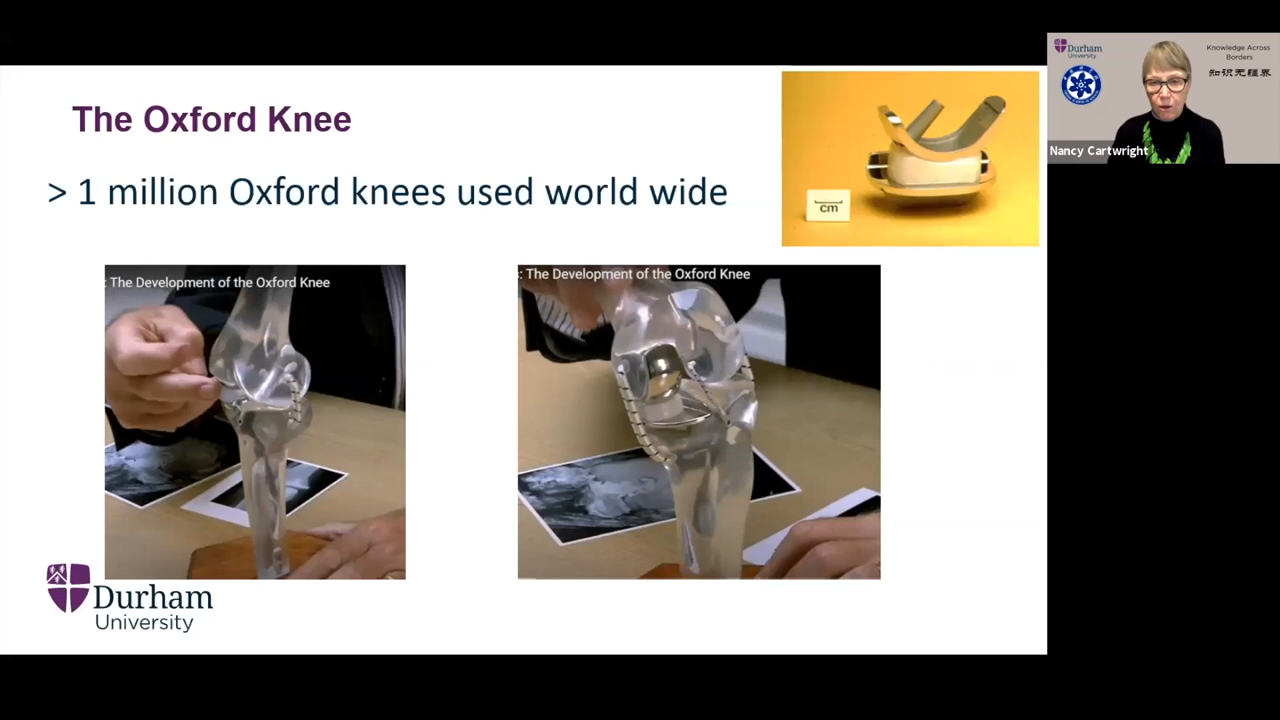 The Oxford Knee
> 1 million Oxford knees used world wide
cm
: The Development of the Oxford Knee
: The Development of the Oxford Knee
Durham
University
Durham
University
Knowledge Across
Borders
知识无疆界
Nancy Cartwright